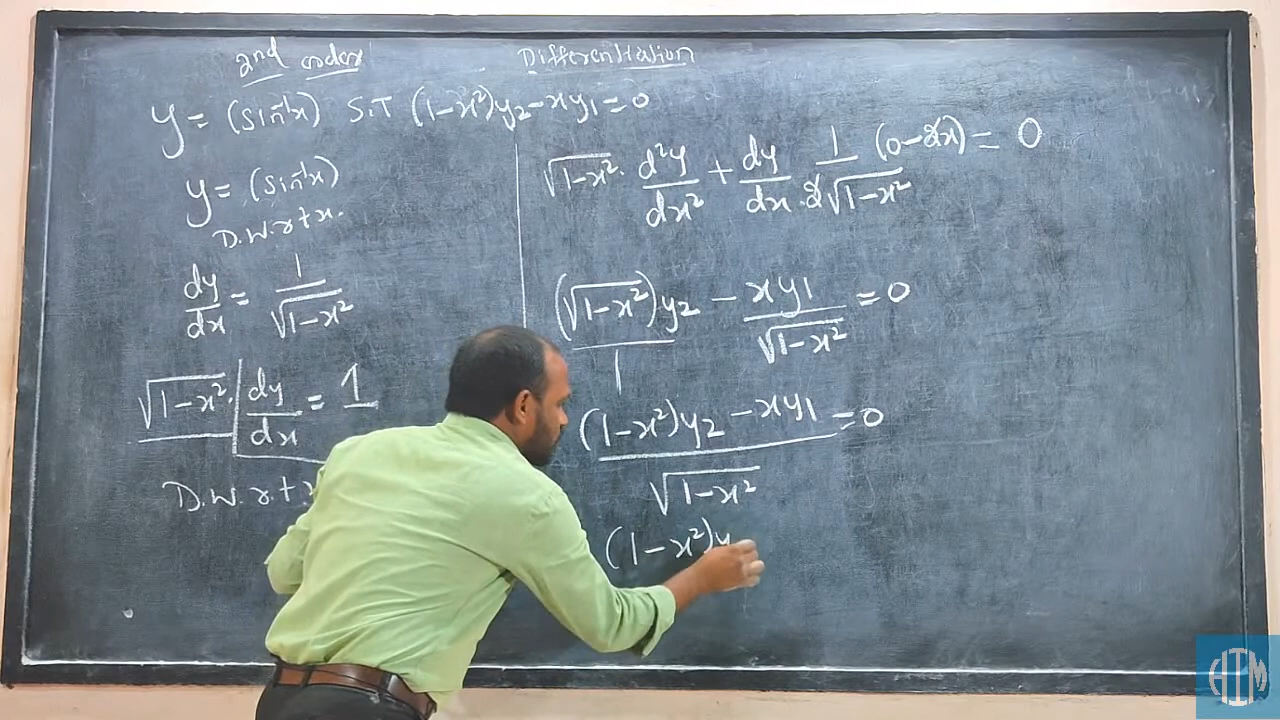 2nd order Differentiation
y = (sin⁻¹x) S.T (1-x²)y₂-xy₁=0
y = (sin⁻¹x)
D.w.r.t x.
dy/dx = 1/√1-x²
√1-x². dy/dx = 1
D.w.r.t.
√1-x². d²y/dx² + dy/dx . 1/2√1-x² (0-2x) = 0
(√1-x²)y₂/1 - xy₁/√1-x² = 0
(1-x²)y₂ - xy₁/√1-x² = 0
(1-x²)y
HIM